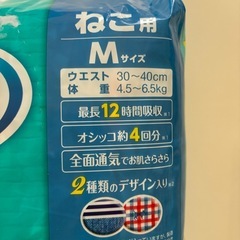 ねこ用
Mサイズ
ウエスト 30～40cm
体重 4.5～6.5kg
最長12時間吸収
オシッコ約4回分
全面通気でお肌さらさら
2種類のデザイン入り